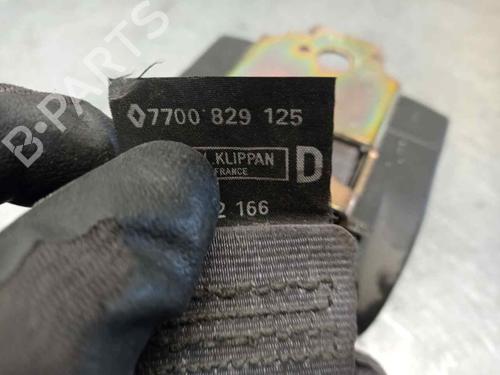 7700 829 125
KLIPPAN D
FRANCE
2 166
B-PARTS